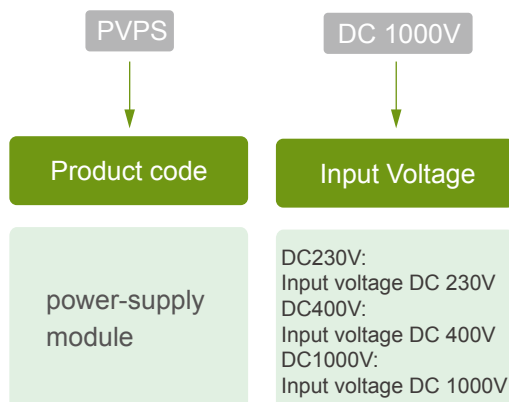 PVPS
DC 1000V
Product code
Input Voltage
power-supply
module
DC230V:
Input voltage DC 230V
DC400V:
Input voltage DC 400V
DC1000V:
Input voltage DC 1000V